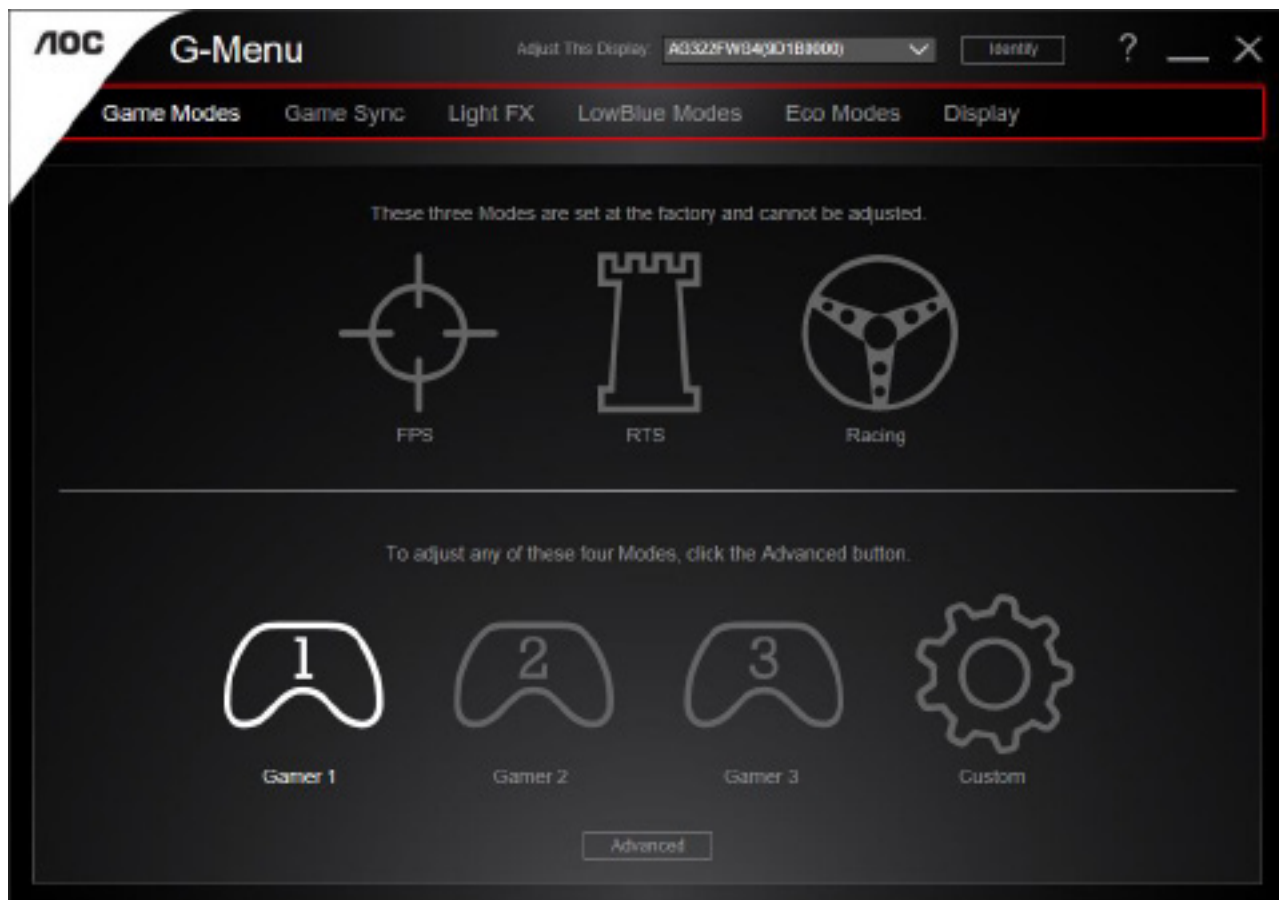 AOC
G-Menu
Adjust This Display:
AG322FWG4(9D1B0000)
Identify
?
Game Modes
Game Sync
Light FX
LowBlue Modes
Eco Modes
Display
These three Modes are set at the factory and cannot be adjusted.
FPS
RTS
Racing
To adjust any of these four Modes, click the Advanced button.
1
2
3
Gamer 1
Gamer 2
Gamer 3
Custom
Advanced